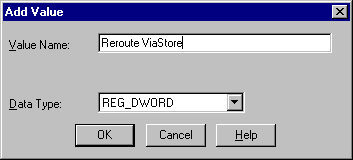 Add Value
Value Name: Reroute ViaStore
Data Type: REG_DWORD
OK Cancel Help